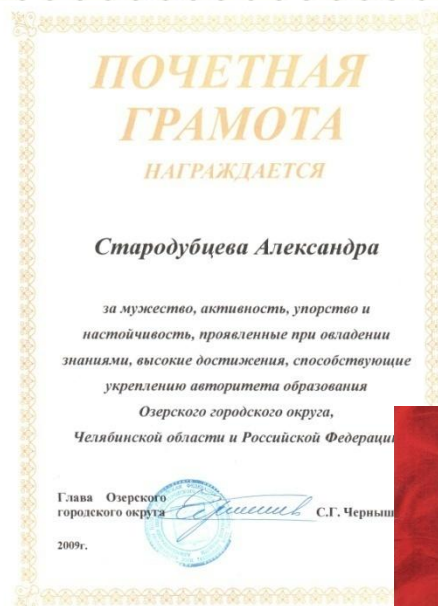 ПОЧЕТНАЯ
ГРАМОТА
НАГРАЖДАЕТСЯ
Стародубцева Александра
за мужество, активность, упорство и
настойчивость, проявленные при овладении
знаниями, высокие достижения, способствующие
укреплению авторитета образования
Озерского городского округа,
Челябинской области и Российской
Глава Озерского
городского округа С.Г.
2009г.